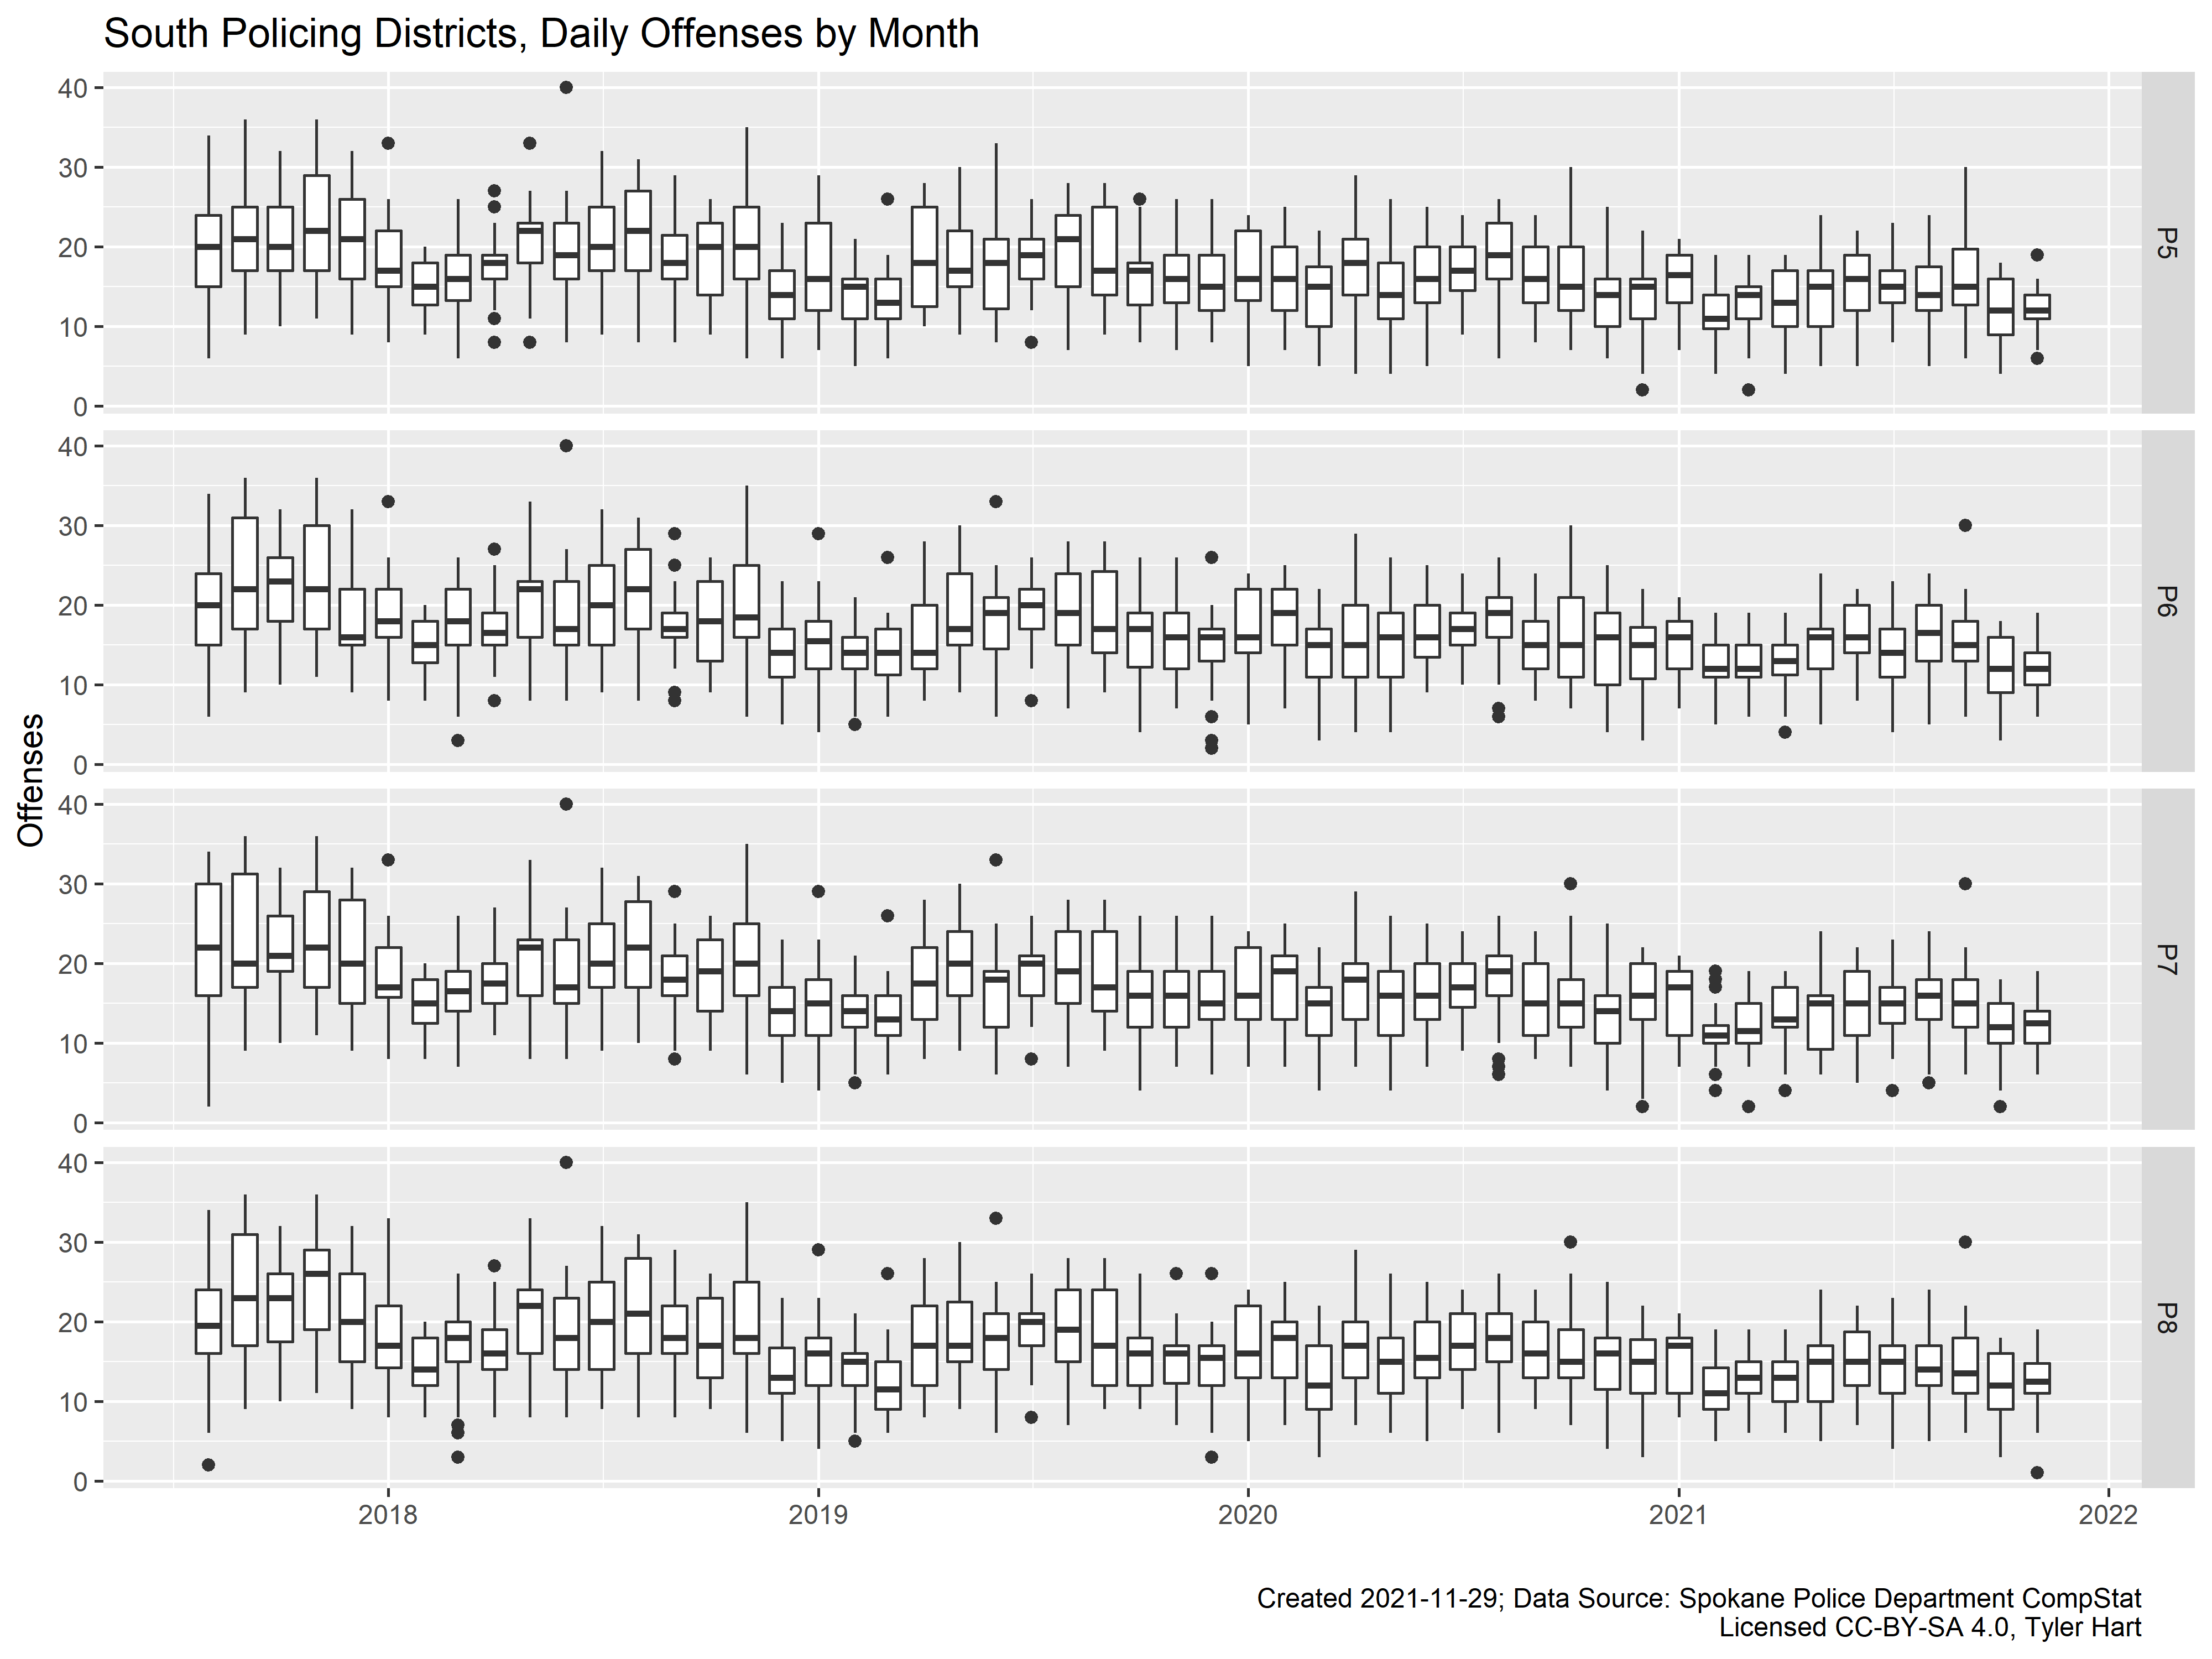 South Policing Districts, Daily Offenses by Month
40
30
20
10
0
P5
40
30
20
10
0
P6
Offenses
40
30
20
10
0
P7
40
30
20
10
0
P8
2018 2019 2020 2021 2022
Created 2021-11-29; Data Source: Spokane Police Department CompStat
Licensed CC-BY-SA 4.0, Tyler Hart